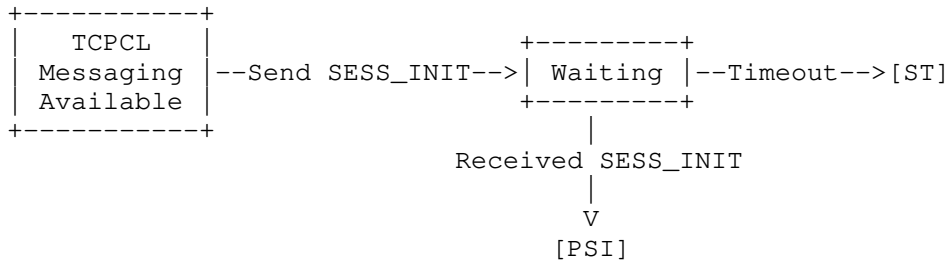 TCPCL
Messaging --Send SESS_INIT--> Waiting --Timeout-->[ST]
Available
Received SESS_INIT
V
[PSI]